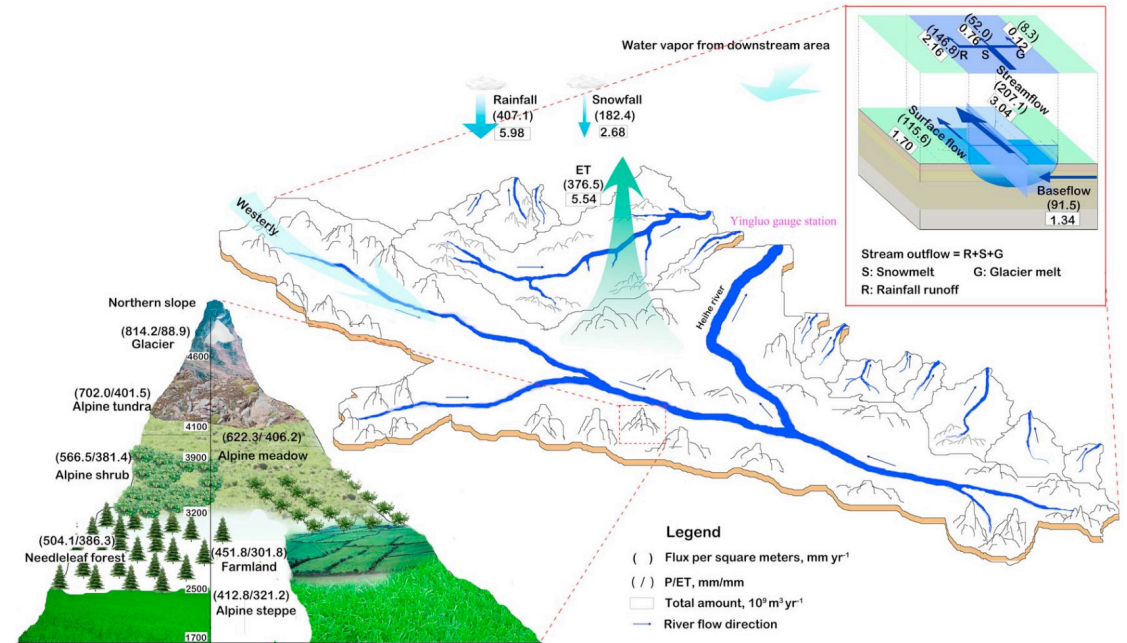 Water vapor from downstream area
Rainfall
(407.1)
5.98
Snowfall
(182.4)
2.68
ET
(376.5)
5.54
Westerly
Yingluo gauge station
Heihe river
(52.0)
0.76
(8.3)
0.12
(146.8)
2.16
R S G
Streamflow
(207.1)
3.04
Surface flow
(115.6)
1.70
Baseflow
(91.5)
1.34
Stream outflow = R+S+G
S: Snowmelt G: Glacier melt
R: Rainfall runoff
Northern slope
(814.2/88.9)
Glacier
4600
(702.0/401.5)
Alpine tundra
4100
(622.3/ 406.2)
Alpine meadow
(566.5/381.4)
Alpine shrub
3900
3200
(504.1/386.3)
Needleleaf forest
(451.8/301.8)
Farmland
2500
(412.8/321.2)
Alpine steppe
1700
Legend
( ) Flux per square meters, mm yr⁻¹
( / ) P/ET, mm/mm
Total amount, 10⁹ m³ yr⁻¹
River flow direction